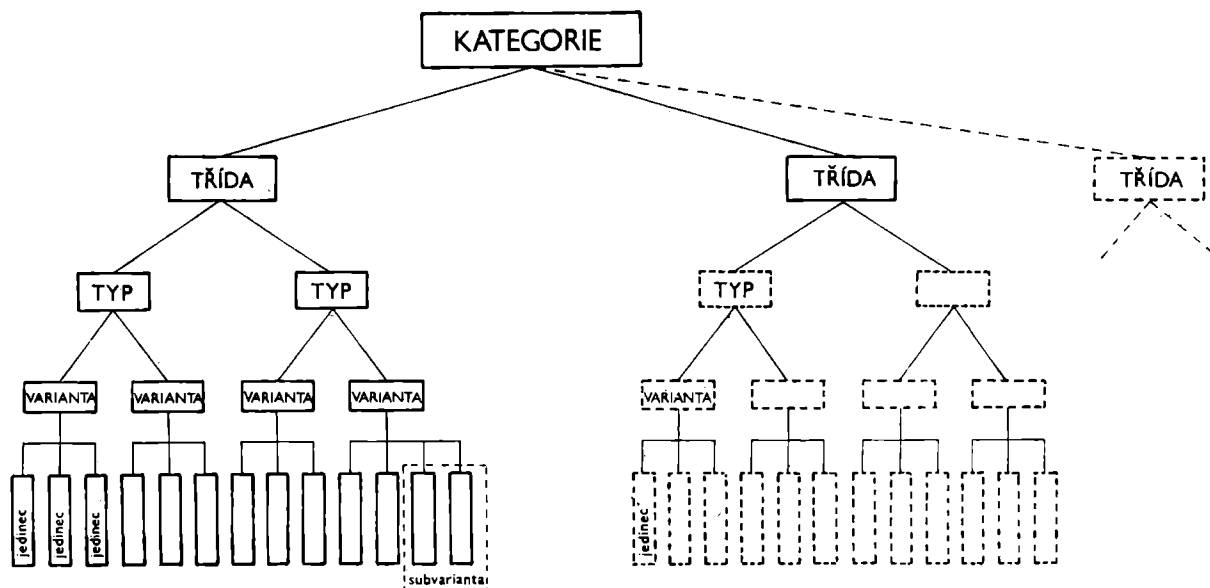 KATEGORIE
TŘÍDA
TŘÍDA
TŘÍDA
TYP
TYP
TYP
VARIANTA
VARIANTA
VARIANTA
VARIANTA
VARIANTA
jedinec
jedinec
jedinec
jedinec
subvarianta